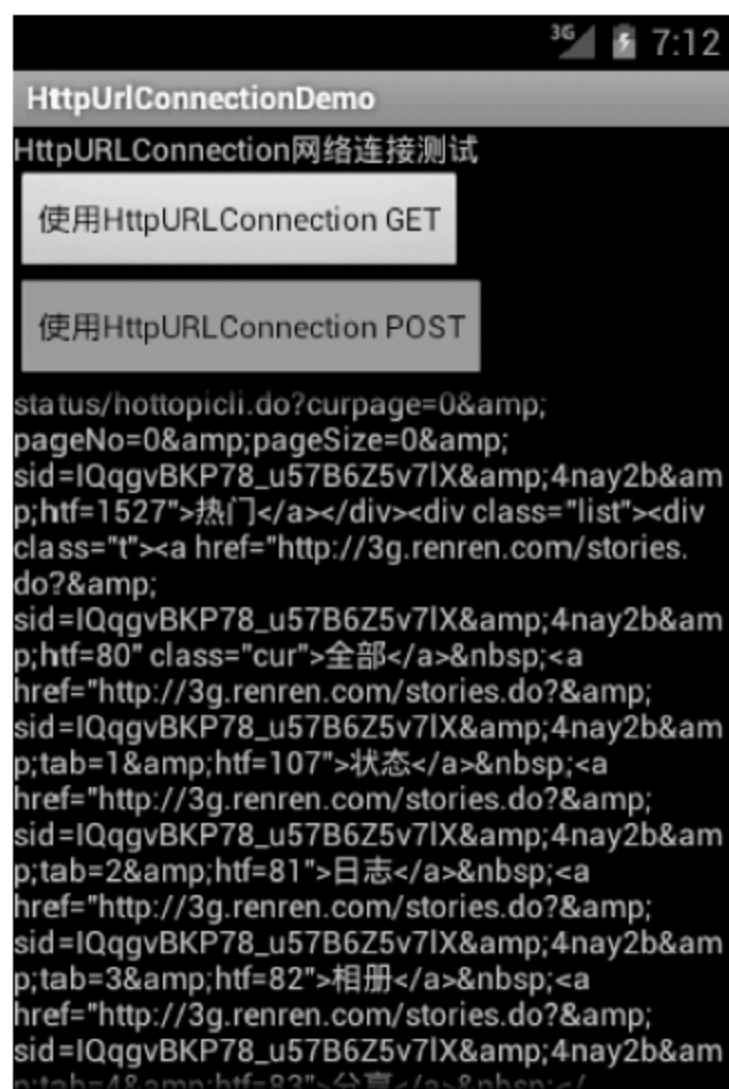 3G 7:12
HttpUrlConnectionDemo
HttpURLConnection网络连接测试
使用HttpURLConnection GET
使用HttpURLConnection POST
status/hottopicli.do?curpage=0&amp;
pageNo=0&amp;pageSize=0&amp;
sid=IQqgvBKP78_u57B6Z5v7lX&amp;4nay2b&am
p;htf=1527">热门</a></div><div class="list"><div
class="t"><a href="http://3g.renren.com/stories.
do?&amp;
sid=IQqgvBKP78_u57B6Z5v7lX&amp;4nay2b&am
p;htf=80" class="cur">全部</a>&nbsp;<a
href="http://3g.renren.com/stories.do?&amp;
sid=IQqgvBKP78_u57B6Z5v7lX&amp;4nay2b&am
p;tab=1&amp;htf=107">状态</a>&nbsp;<a
href="http://3g.renren.com/stories.do?&amp;
sid=IQqgvBKP78_u57B6Z5v7lX&amp;4nay2b&am
p;tab=2&amp;htf=81">日志</a>&nbsp;<a
href="http://3g.renren.com/stories.do?&amp;
sid=IQqgvBKP78_u57B6Z5v7lX&amp;4nay2b&am
p;tab=3&amp;htf=82">相册</a>&nbsp;<a
href="http://3g.renren.com/stories.do?&amp;
sid=IQqgvBKP78_u57B6Z5v7lX&amp;4nay2b&am
p;tab=4&amp;htf=83">分享</a>&nbsp;